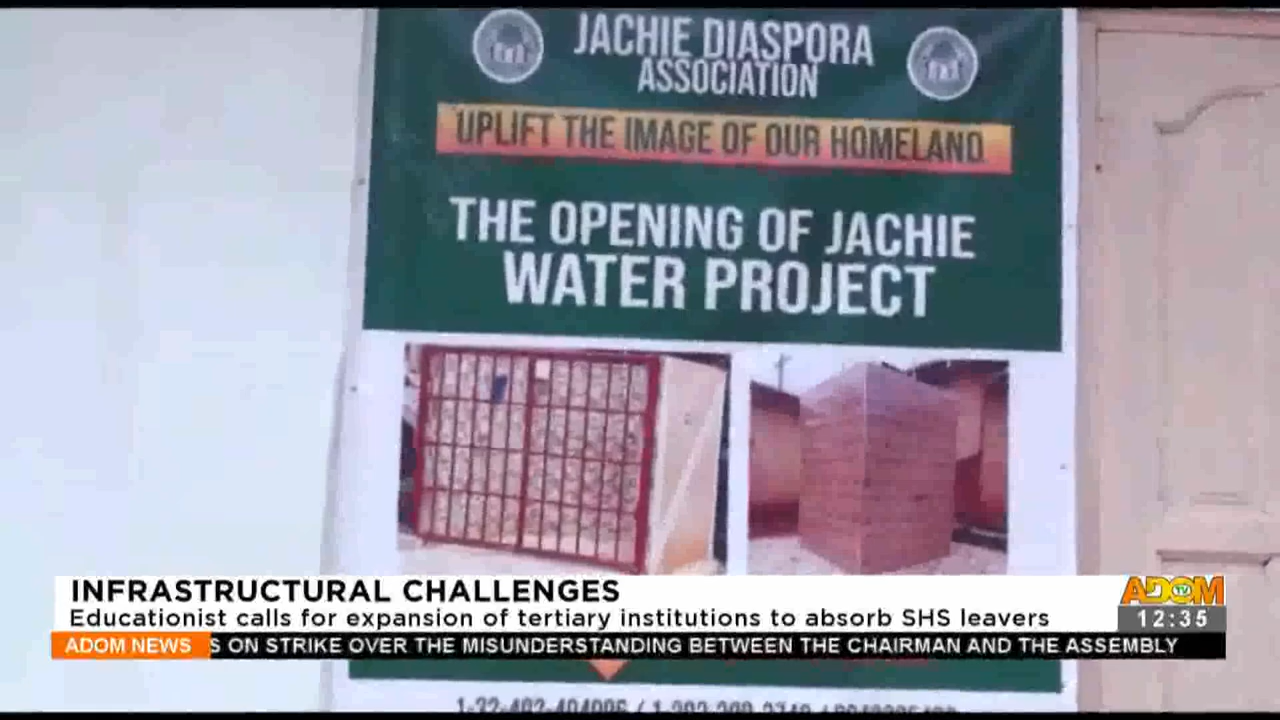 JACHIE DIASPORA
ASSOCIATION
UPLIFT THE IMAGE OF OUR HOMELAND
THE OPENING OF JACHIE
WATER PROJECT
INFRASTRUCTURAL CHALLENGES
Educationist calls for expansion of tertiary institutions to absorb SHS leavers
ADOM TV
12:35
ADOM NEWS
S ON STRIKE OVER THE MISUNDERSTANDING BETWEEN THE CHAIRMAN AND THE ASSEMBLY